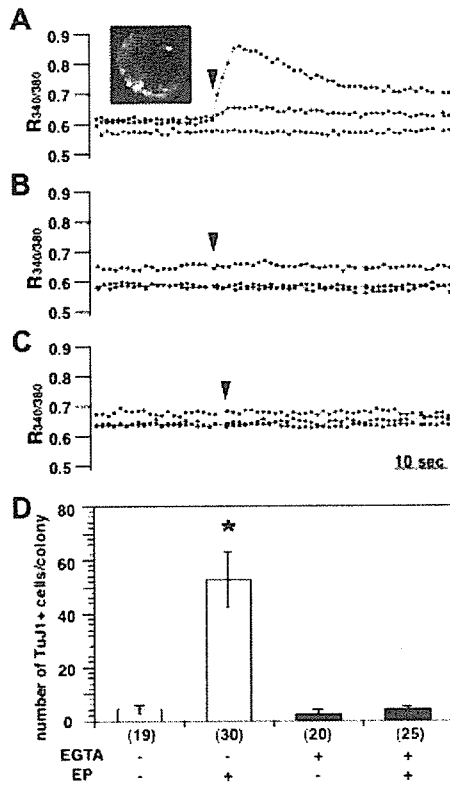 A
0.9
0.8
0.7
0.6
0.5
R340/380
B
0.9
0.8
0.7
0.6
0.5
R340/380
C
0.9
0.8
0.7
0.6
0.5
R340/380
10 sec
D
80
60
40
20
0
number of TuJ1+ cells/colony
*
(19) (30) (20) (25)
EGTA - - + +
EP - + - +